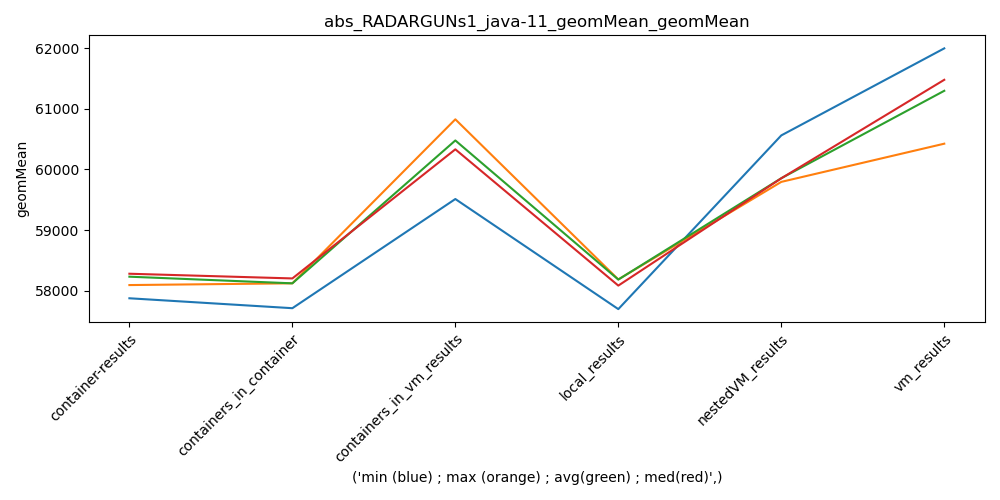 abs_RADARGUNs1_java-11_geomMean_geomMean
62000
61000
60000
59000
58000
geomMean
container-results
containers_in_container
containers_in_vm_results
local_results
nestedVM_results
vm_results
('min (blue) ; max (orange) ; avg(green) ; med(red)',)